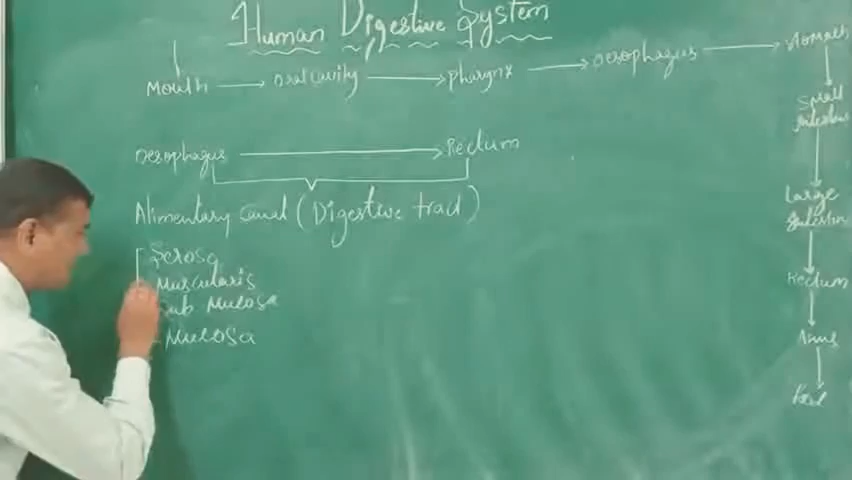 Human Digestive System
Mouth → oral cavity → pharynx → oesophagus → stomach
Small
Intestine
Large
Intestine
Rectum
Anus
Oesophagus → Rectum
Alimentary canal (Digestive tract)
Serosa
Muscularis
Sub Mucosa
Mucosa